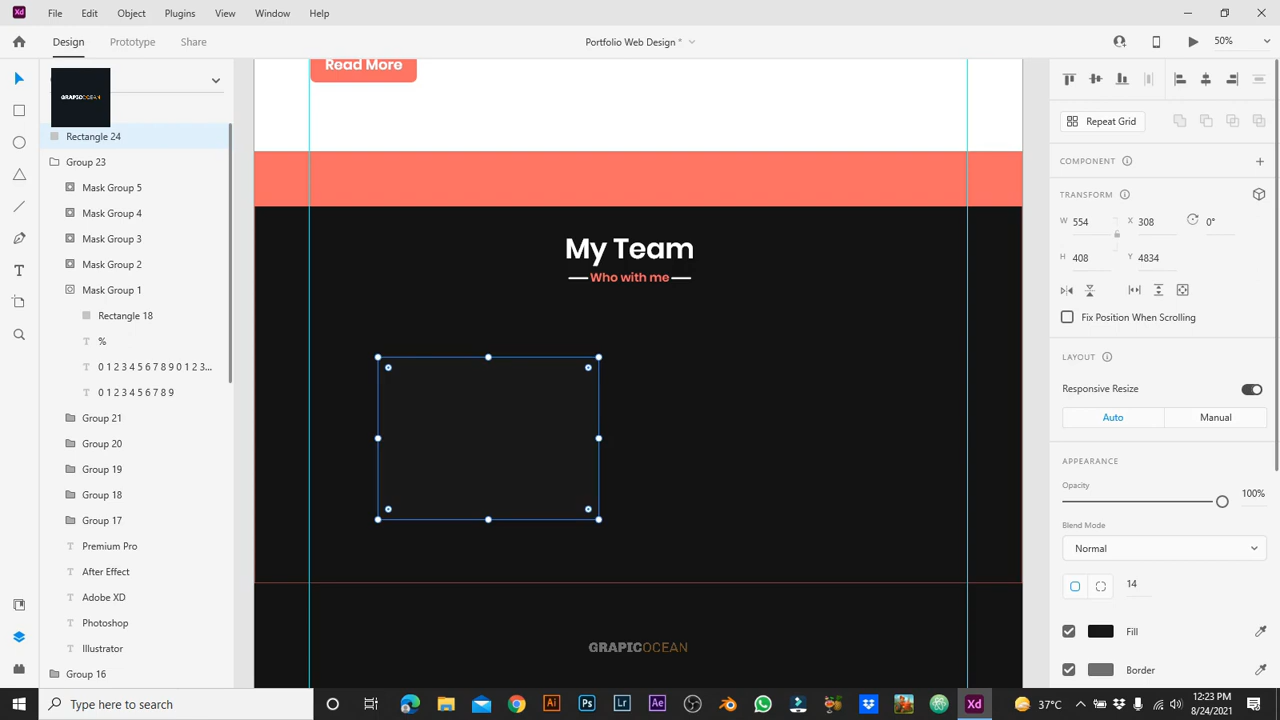 Xd File Edit Object Plugins View Window Help
Design Prototype Share Portfolio Web Design * 50%
GRAPICOCEAN
Rectangle 24
Group 23
Mask Group 5
Mask Group 4
Mask Group 3
Mask Group 2
Mask Group 1
Rectangle 18
T %
T 0 1 2 3 4 5 6 7 8 9 0 1 2 3...
T 0 1 2 3 4 5 6 7 8 9
Group 21
Group 20
Group 19
Group 18
Group 17
T Premium Pro
T After Effect
T Adobe XD
T Photoshop
T Illustrator
Group 16
Read More
My Team
Who with me
GRAPICOCEAN
Repeat Grid
COMPONENT
TRANSFORM
W 554 X 308 0°
H 408 Y 4834
Fix Position When Scrolling
LAYOUT
Responsive Resize
Auto Manual
APPEARANCE
Opacity
100%
Blend Mode
Normal
14
Fill
Border
Type here to search
Ai Ps Lr Ae Xd
37°C
12:23 PM
8/24/2021